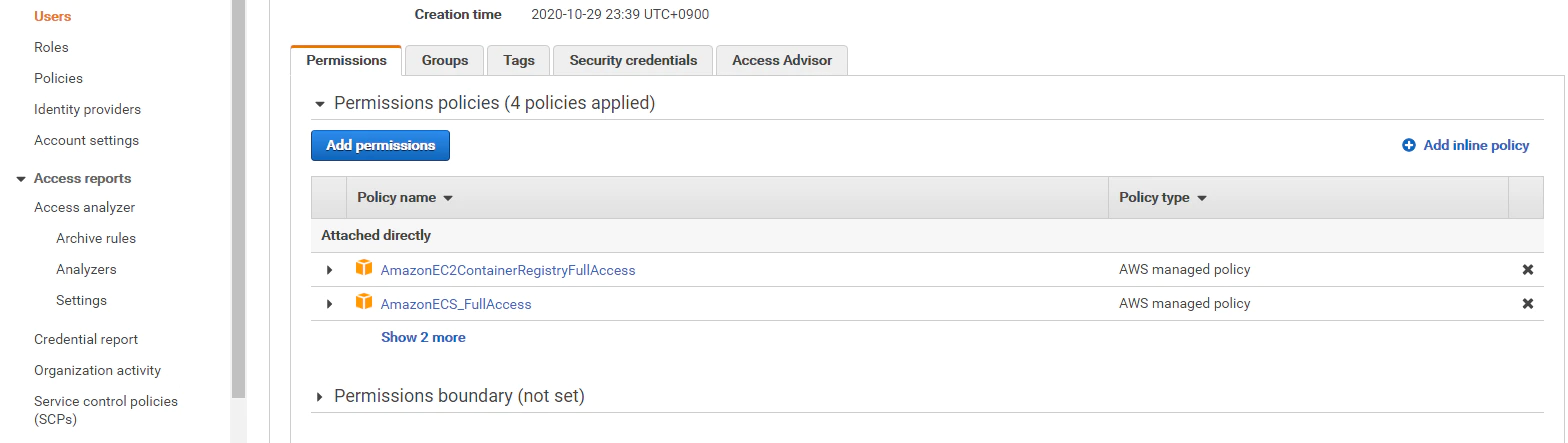 Users
Roles
Policies
Identity providers
Account settings
Access reports
Access analyzer
Archive rules
Analyzers
Settings
Credential report
Organization activity
Service control policies
(SCPs)
Creation time 2020-10-29 23:39 UTC+0900
Permissions Groups Tags Security credentials Access Advisor
Permissions policies (4 policies applied)
Add permissions Add inline policy
Policy name Policy type
Attached directly
AmazonEC2ContainerRegistryFullAccess AWS managed policy
AmazonECS_FullAccess AWS managed policy
Show 2 more
Permissions boundary (not set)